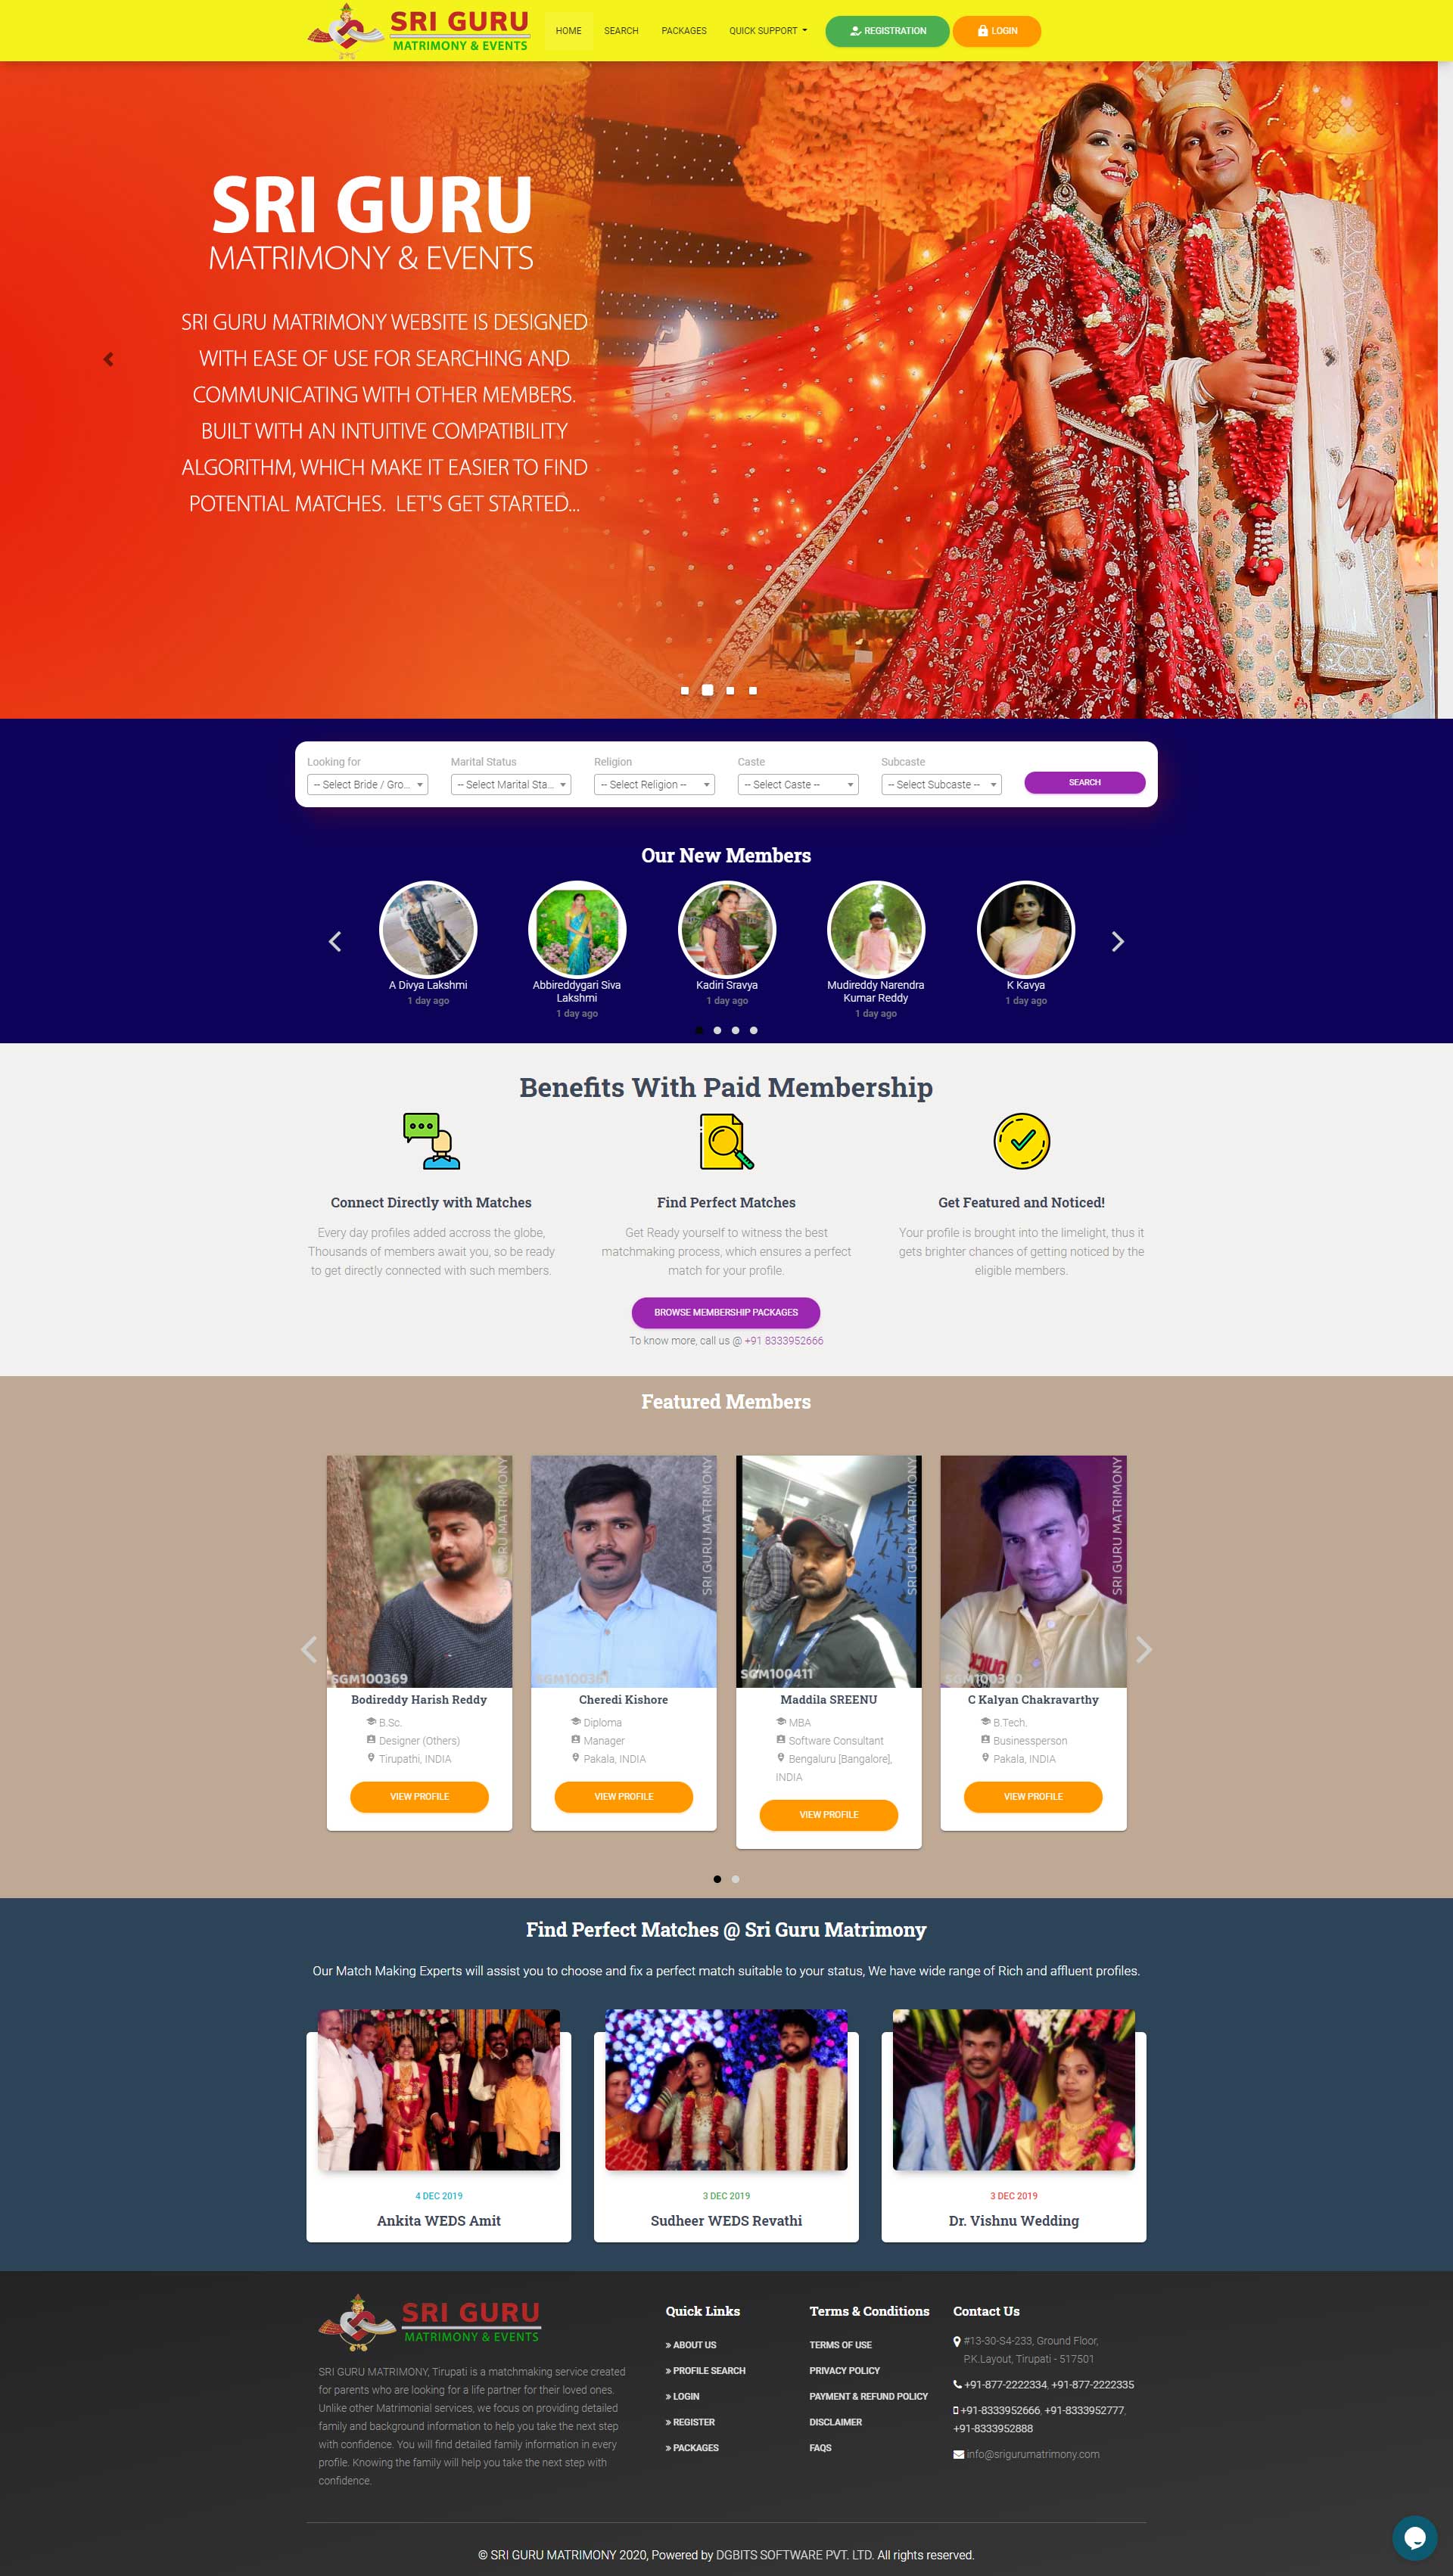 SRI GURU
MATRIMONY & EVENTS
HOME
SEARCH
PACKAGES
QUICK SUPPORT
REGISTRATION
LOGIN
SRI GURU
MATRIMONY & EVENTS
SRI GURU MATRIMONY WEBSITE IS DESIGNED
WITH EASE OF USE FOR SEARCHING AND
COMMUNICATING WITH OTHER MEMBERS.
BUILT WITH AN INTUITIVE COMPATIBILITY
ALGORITHM, WHICH MAKE IT EASIER TO FIND
POTENTIAL MATCHES. LET'S GET STARTED...
Looking for
Marital Status
Religion
Caste
Subcaste
-- Select Bride / Gro...
-- Select Marital Sta...
-- Select Religion --
-- Select Caste --
-- Select Subcaste --
SEARCH
Our New Members
A Divya Lakshmi
1 day ago
Abbireddygari Siva
Lakshmi
1 day ago
Kadiri Sravya
1 day ago
Mudireddy Narendra
Kumar Reddy
1 day ago
K Kavya
1 day ago
Benefits With Paid Membership
Connect Directly with Matches
Every day profiles added accross the globe,
Thousands of members await you, so be ready
to get directly connected with such members.
Find Perfect Matches
Get Ready yourself to witness the best
matchmaking process, which ensures a perfect
match for your profile.
Get Featured and Noticed!
Your profile is brought into the limelight, thus it
gets brighter chances of getting noticed by the
eligible members.
BROWSE MEMBERSHIP PACKAGES
To know more, call us @ +91 8333952666
Featured Members
SRI GURU MATRIMONY
SGM100369
Bodireddy Harish Reddy
B.Sc.
Designer (Others)
Tirupathi, INDIA
VIEW PROFILE
SRI GURU MATRIMONY
Cheredi Kishore
Diploma
Manager
Pakala, INDIA
VIEW PROFILE
SRI GURU MATRIMONY
SGM100411
Maddila SREENU
MBA
Software Consultant
Bengaluru [Bangalore],
INDIA
VIEW PROFILE
SRI GURU MATRIMONY
C Kalyan Chakravarthy
B.Tech.
Businessperson
Pakala, INDIA
VIEW PROFILE
Find Perfect Matches @ Sri Guru Matrimony
Our Match Making Experts will assist you to choose and fix a perfect match suitable to your status, We have wide range of Rich and affluent profiles.
4 DEC 2019
Ankita WEDS Amit
3 DEC 2019
Sudheer WEDS Revathi
3 DEC 2019
Dr. Vishnu Wedding
SRI GURU
MATRIMONY & EVENTS
SRI GURU MATRIMONY, Tirupati is a matchmaking service created
for parents who are looking for a life partner for their loved ones.
Unlike other Matrimonial services, we focus on providing detailed
family and background information to help you take the next step
with confidence. You will find detailed family information in every
profile. Knowing the family will help you take the next step with
confidence.
Quick Links
» ABOUT US
» PROFILE SEARCH
» LOGIN
» REGISTER
» PACKAGES
Terms & Conditions
TERMS OF USE
PRIVACY POLICY
PAYMENT & REFUND POLICY
DISCLAIMER
FAQS
Contact Us
#13-30-S4-233, Ground Floor,
P.K.Layout, Tirupati - 517501
+91-877-2222334, +91-877-2222335
+91-8333952666, +91-8333952777,
+91-8333952888
info@srigurumatrimony.com
© SRI GURU MATRIMONY 2020, Powered by DGBITS SOFTWARE PVT. LTD. All rights reserved.